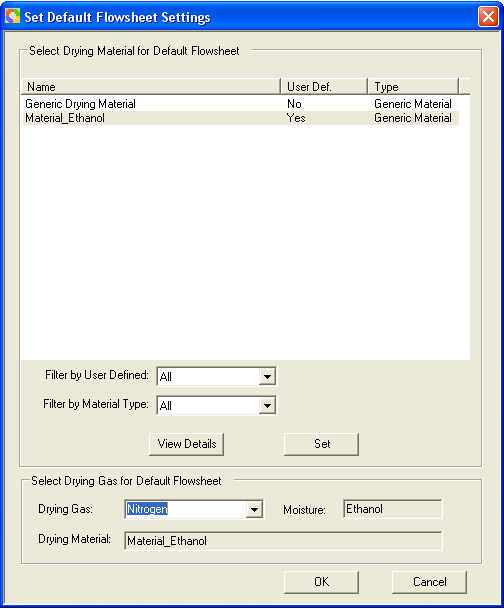 Set Default Flowsheet Settings
Select Drying Material for Default Flowsheet
Name User Def. Type
Generic Drying Material No Generic Material
Material_Ethanol Yes Generic Material
Filter by User Defined: All
Filter by Material Type: All
View Details Set
Select Drying Gas for Default Flowsheet
Drying Gas: Nitrogen Moisture: Ethanol
Drying Material: Material_Ethanol
OK Cancel